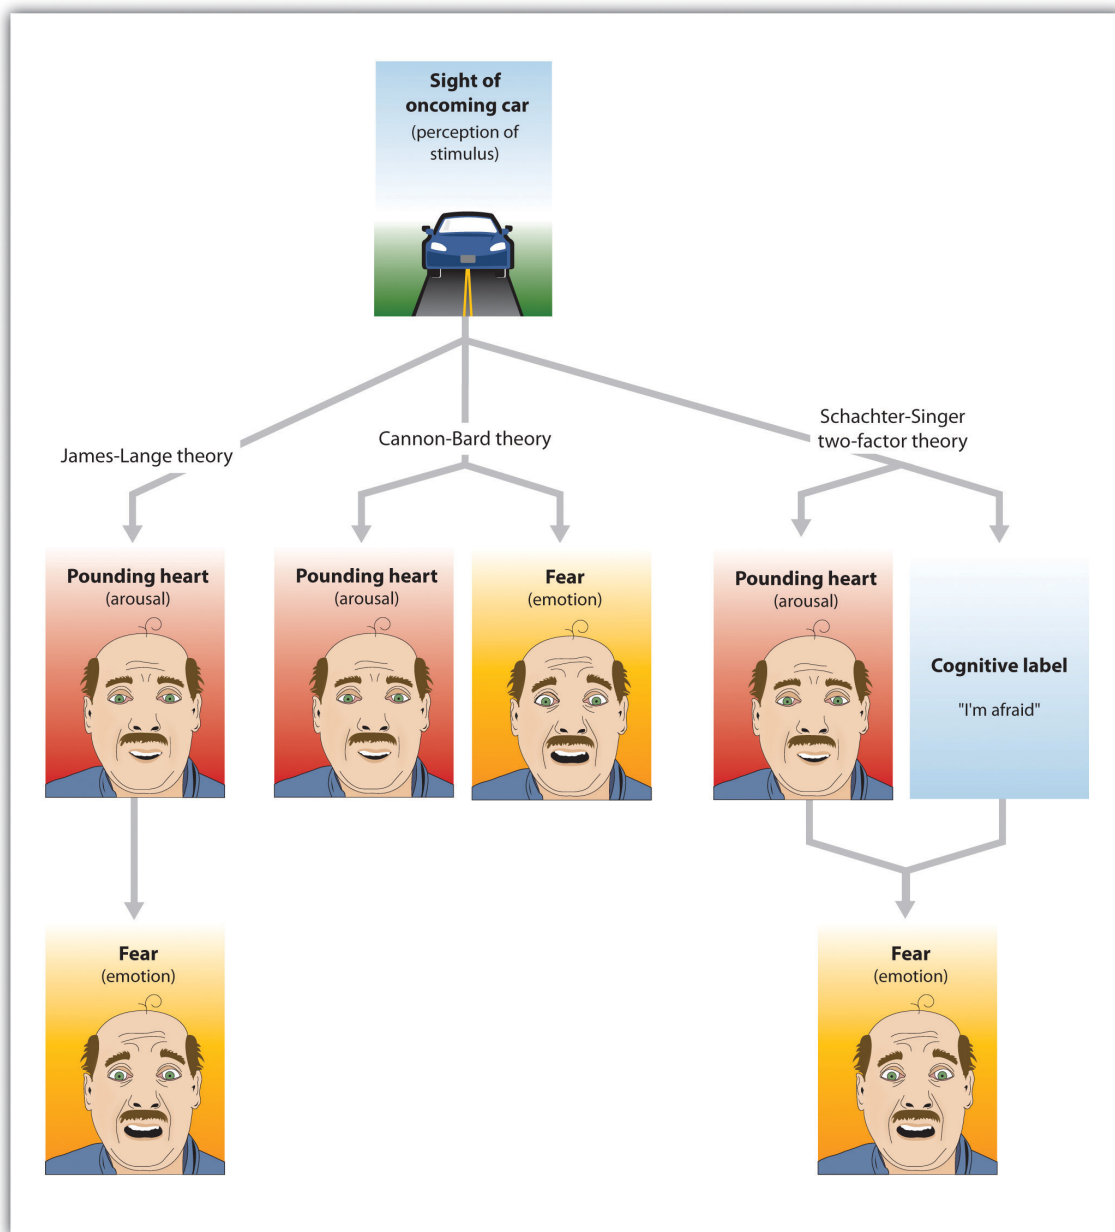 Sight of
oncoming car
(perception of
stimulus)
James-Lange theory
Cannon-Bard theory
Schachter-Singer
two-factor theory
Pounding heart
(arousal)
Pounding heart
(arousal)
Fear
(emotion)
Pounding heart
(arousal)
Cognitive label
"I'm afraid"
Fear
(emotion)
Fear
(emotion)